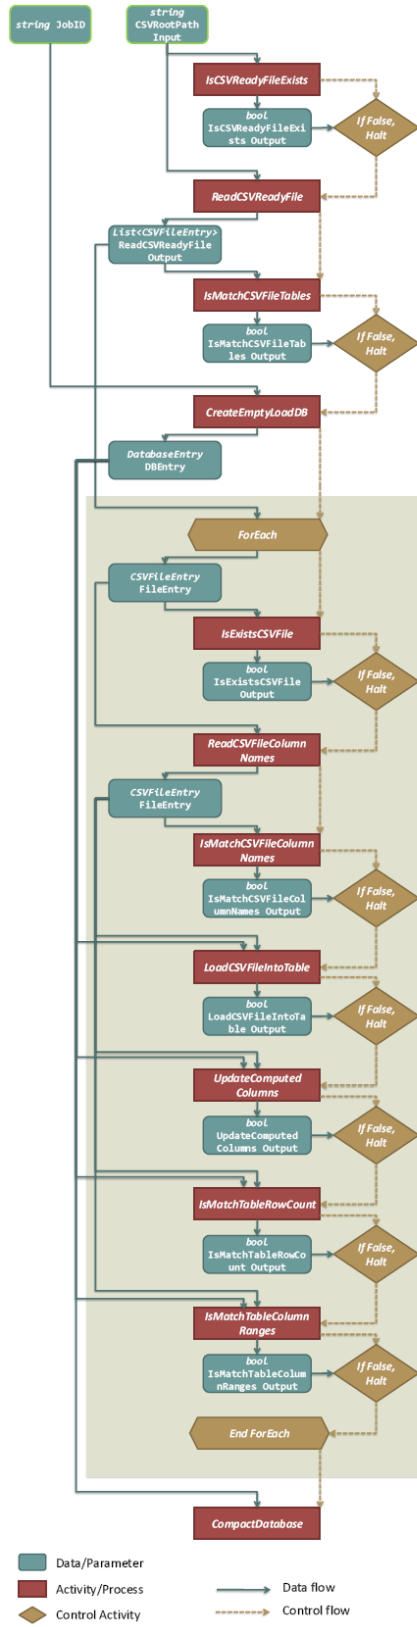 string JobID
string
CSVRootPath
Input
IsCSVReadyFileExists
bool
IsCSVReadyFileExi
sts Output
If False,
Halt
ReadCSVReadyFile
List<CSVFileEntry>
ReadCSVReadyFile
Output
IsMatchCSVFileTables
bool
IsMatchCSVFileTab
les Output
If False,
Halt
CreateEmptyLoadDB
DatabaseEntry
DBEntry
ForEach
CSVFileEntry
FileEntry
IsExistsCSVFile
bool
IsExistsCSVFile
Output
If False,
Halt
ReadCSVFileColumn
Names
CSVFileEntry
FileEntry
IsMatchCSVFileColumn
Names
bool
IsMatchCSVFileCol
umnNames Output
If False,
Halt
LoadCSVFileIntoTable
bool
LoadCSVFileIntoTa
ble Output
If False,
Halt
UpdateComputed
Columns
bool
UpdateComputed
Columns Output
If False,
Halt
IsMatchTableRowCount
bool
IsMatchTableRowCo
unt Output
If False,
Halt
IsMatchTableColumn
Ranges
bool
IsMatchTableColum
nRanges Output
If False,
Halt
End ForEach
CompactDatabase
Data/Parameter
Activity/Process
Data flow
Control Activity
Control flow